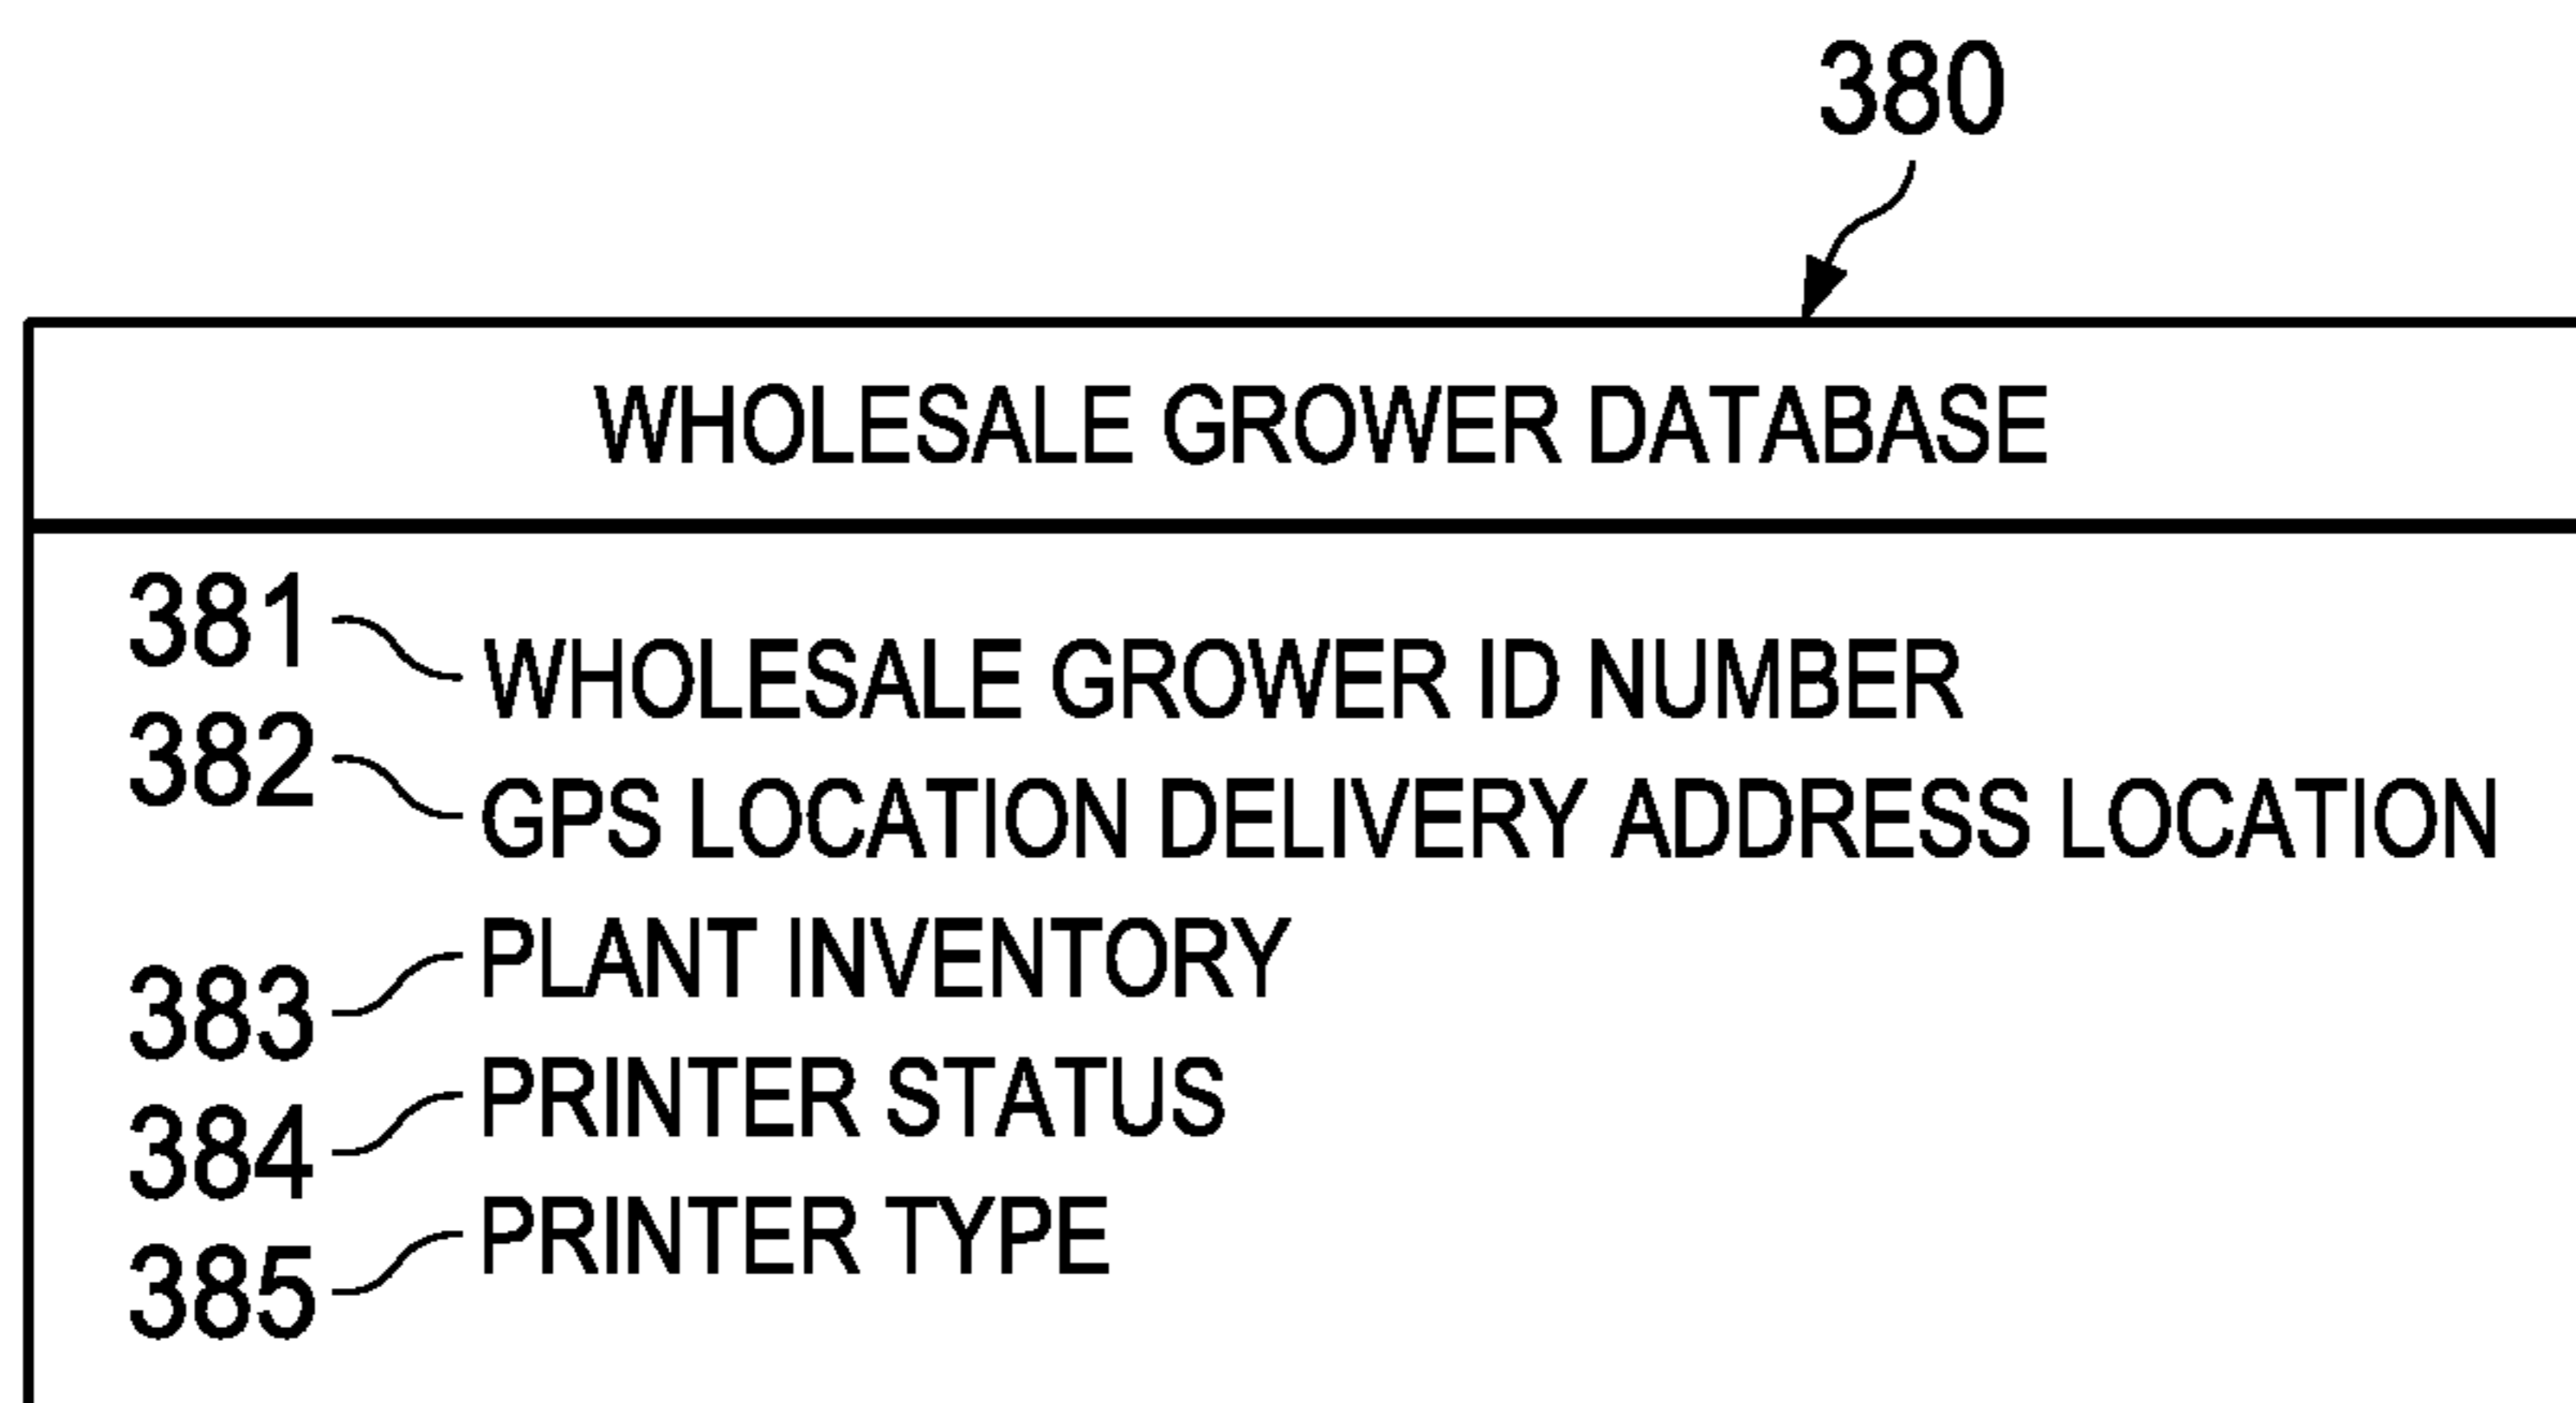 380
WHOLESALE GROWER DATABASE
381 WHOLESALE GROWER ID NUMBER
382 GPS LOCATION DELIVERY ADDRESS LOCATION
383 PLANT INVENTORY
384 PRINTER STATUS
385 PRINTER TYPE